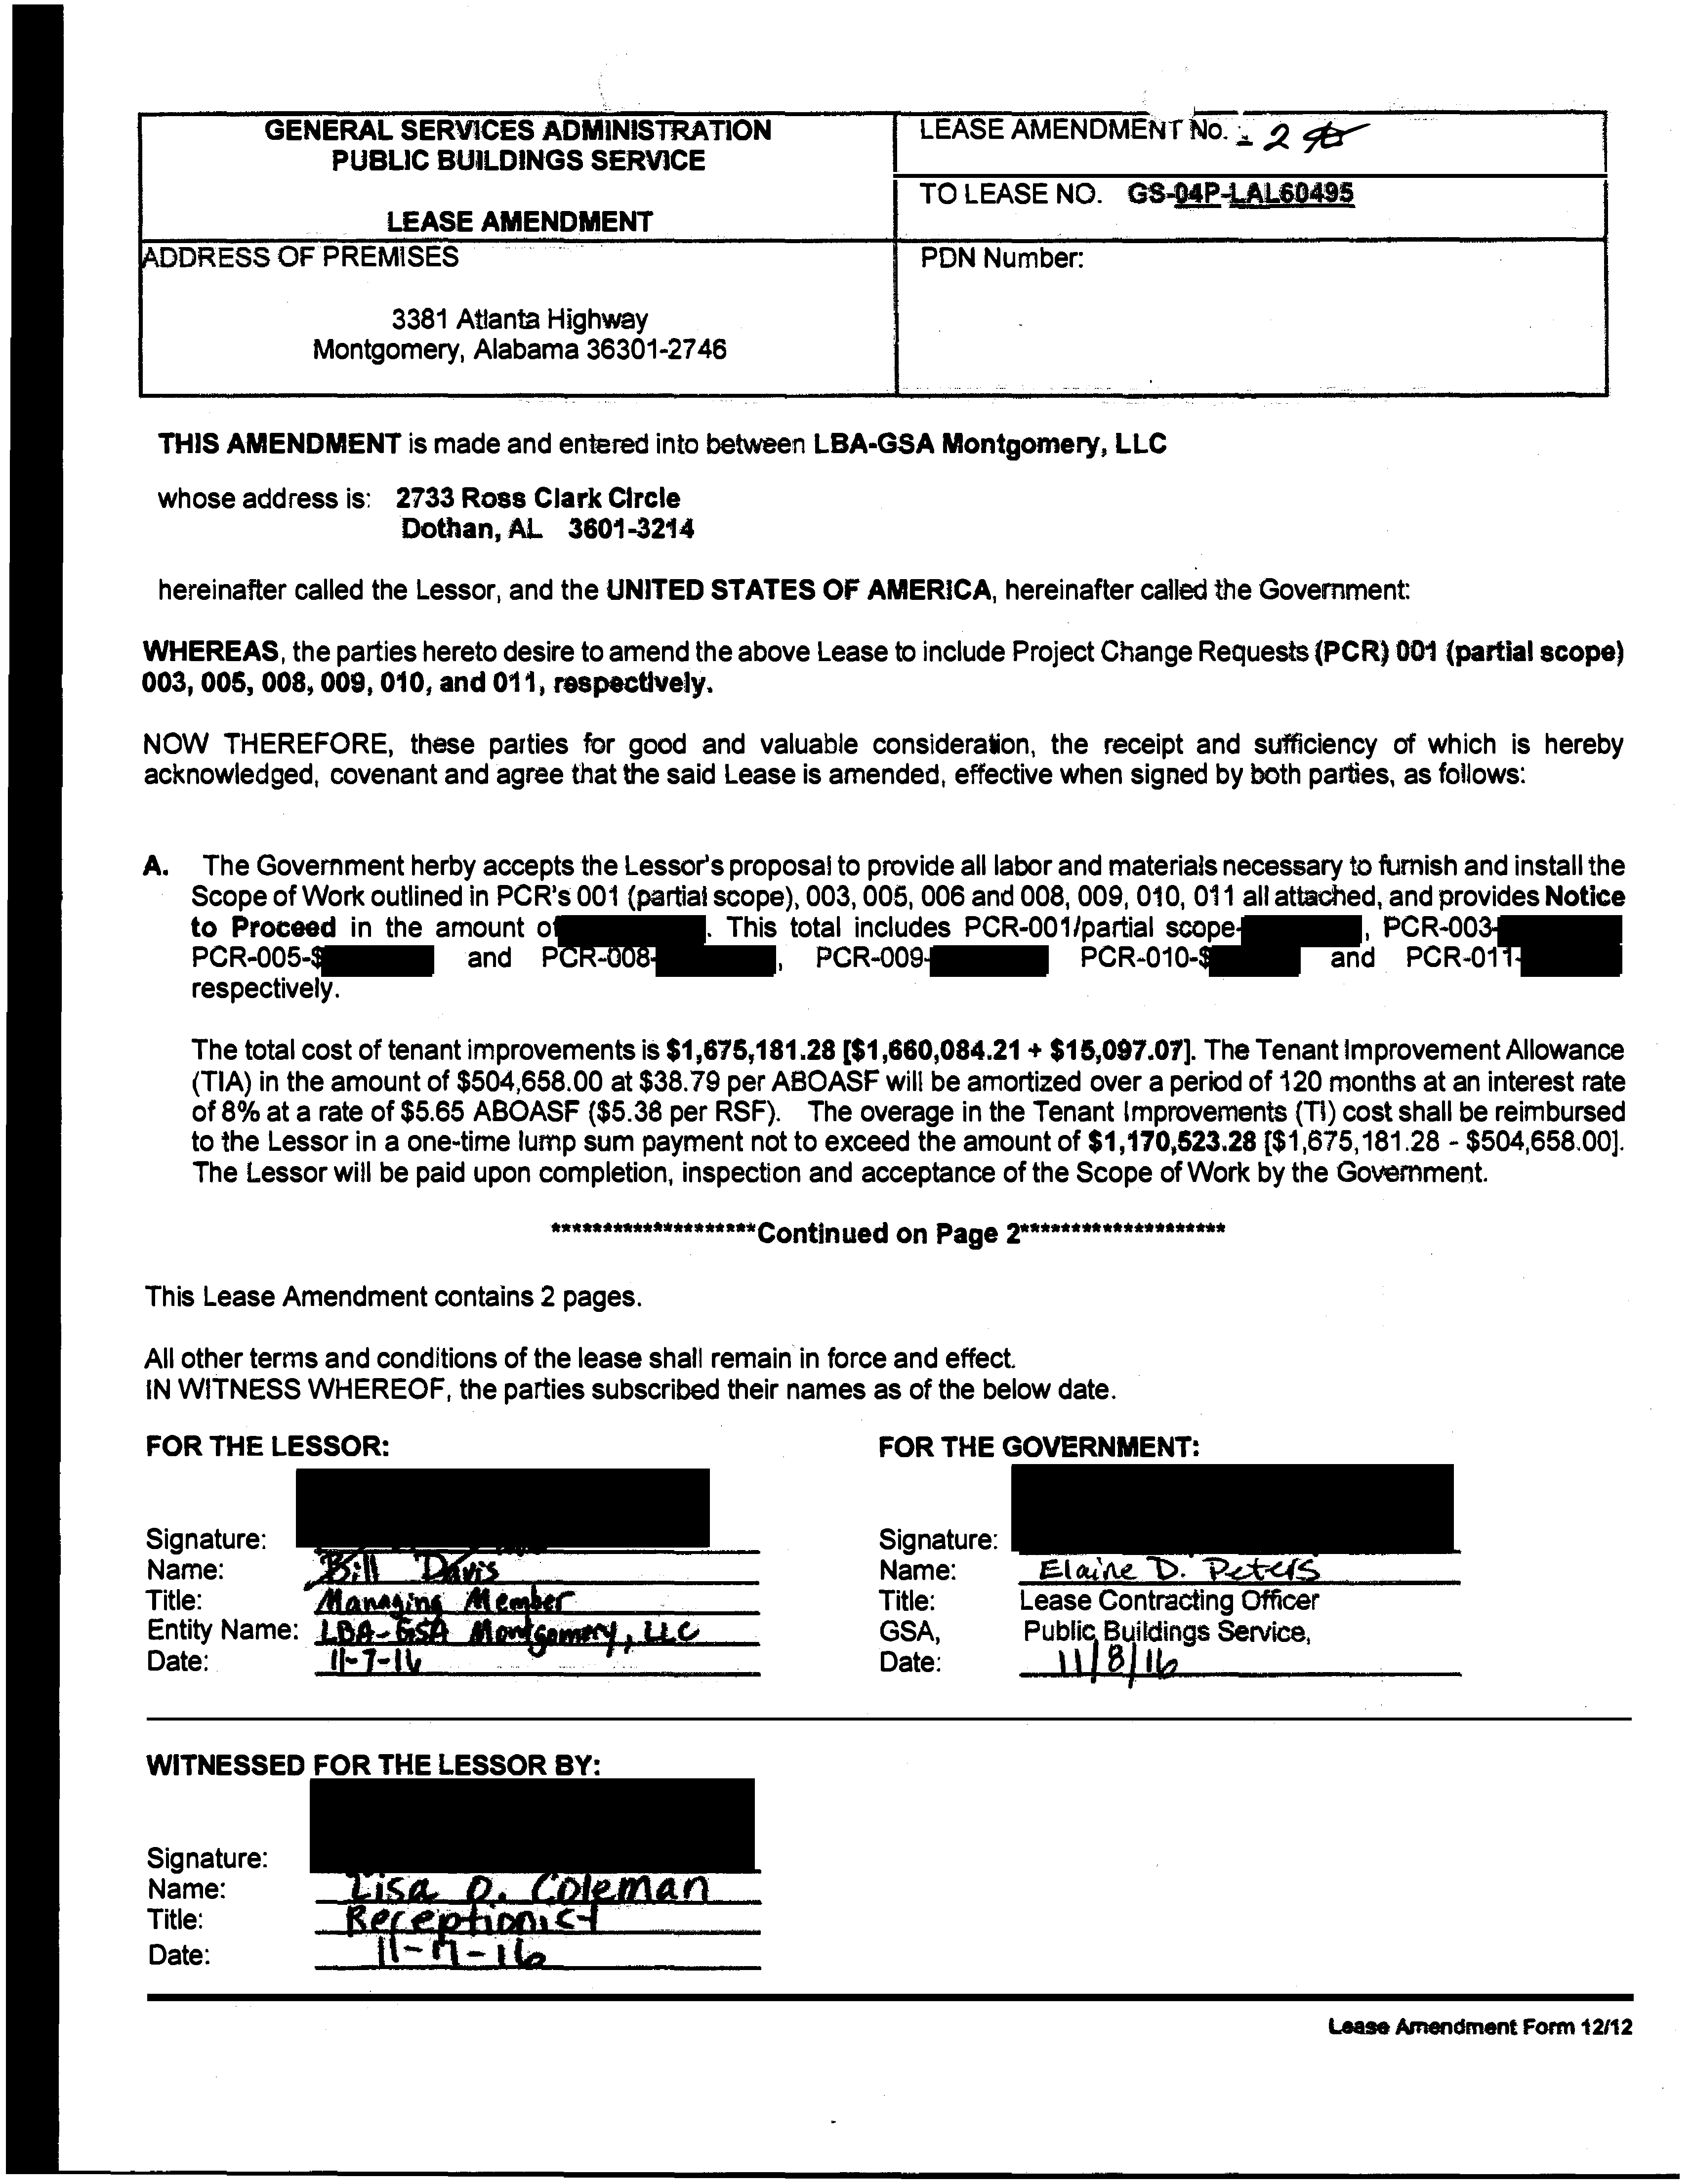 GENERAL SERVICES ADMINISTRATION
PUBLIC BUILDINGS SERVICE
LEASE AMENDMENT
LEASE AMENDMENT No. 2
TO LEASE NO. GS-04P-LAL60495
ADDRESS OF PREMISES
3381 Atlanta Highway
Montgomery, Alabama 36301-2746
PDN Number:
THIS AMENDMENT is made and entered into between LBA-GSA Montgomery, LLC
whose address is: 2733 Ross Clark Circle
Dothan, AL 3601-3214
hereinafter called the Lessor, and the UNITED STATES OF AMERICA, hereinafter called the Government:
WHEREAS, the parties hereto desire to amend the above Lease to include Project Change Requests (PCR) 001 (partial scope)
003, 005, 008, 009, 010, and 011, respectively.
NOW THEREFORE, these parties for good and valuable consideration, the receipt and sufficiency of which is hereby
acknowledged, covenant and agree that the said Lease is amended, effective when signed by both parties, as follows:
A. The Government herby accepts the Lessor's proposal to provide all labor and materials necessary to furnish and install the
Scope of Work outlined in PCR's 001 (partial scope), 003, 005, 006 and 008, 009, 010, 011 all attached, and provides Notice
to Proceed in the amount of . This total includes PCR-001/partial scope- , PCR-003-
PCR-005-$ and PCR-008- , PCR-009- PCR-010-$ and PCR-011-
respectively.
The total cost of tenant improvements is $1,675,181.28 [$1,660,084.21 + $15,097.07]. The Tenant Improvement Allowance
(TIA) in the amount of $504,658.00 at $38.79 per ABOASF will be amortized over a period of 120 months at an interest rate
of 8% at a rate of $5.65 ABOASF ($5.38 per RSF). The overage in the Tenant Improvements (TI) cost shall be reimbursed
to the Lessor in a one-time lump sum payment not to exceed the amount of $1,170,523.28 [$1,675,181.28 - $504,658.00].
The Lessor will be paid upon completion, inspection and acceptance of the Scope of Work by the Government.
********************Continued on Page 2********************
This Lease Amendment contains 2 pages.
All other terms and conditions of the lease shall remain in force and effect.
IN WITNESS WHEREOF, the parties subscribed their names as of the below date.
FOR THE LESSOR:
Signature:
Name: Bill Davis
Title: Managing Member
Entity Name: LBA-GSA Montgomery, LLC
Date: 11-7-16
FOR THE GOVERNMENT:
Signature:
Name: Elaine D. Peters
Title: Lease Contracting Officer
GSA, Public Buildings Service,
Date: 11/8/16
WITNESSED FOR THE LESSOR BY:
Signature:
Name: Lisa D. Coleman
Title: Receptionist
Date: 11-7-16
Lease Amendment Form 12/12